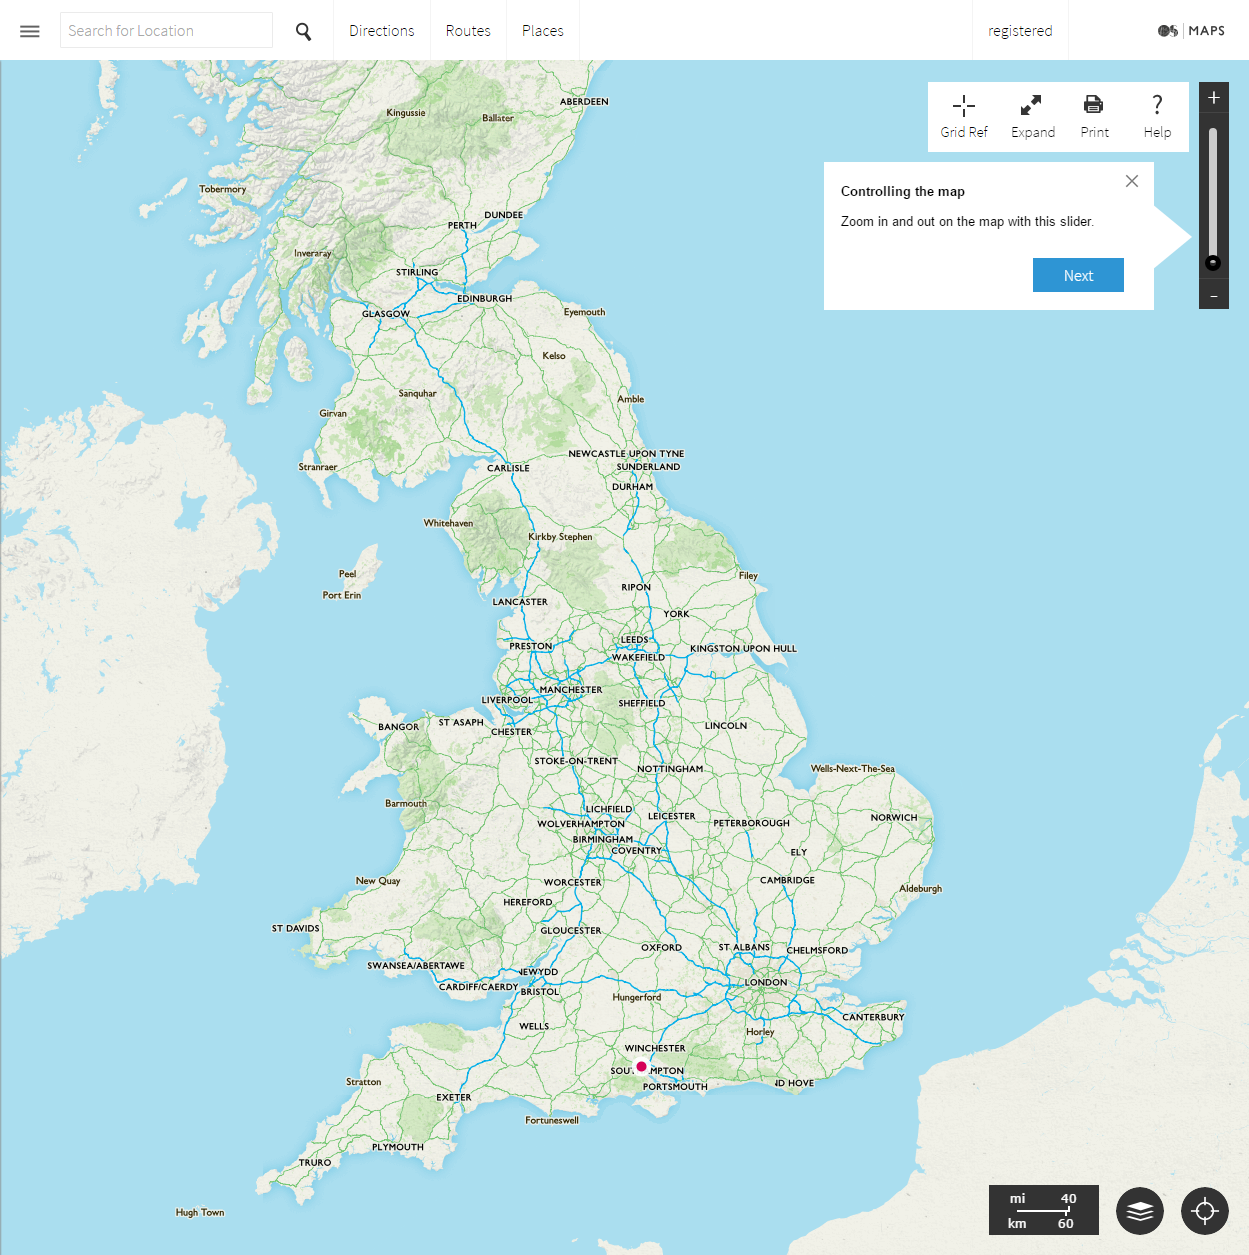 Search for Location
Directions
Routes
Places
registered
OS MAPS
Grid Ref
Expand
Print
Help
Controlling the map
Zoom in and out on the map with this slider.
Next
+
-
ABERDEEN
Kingussie
Ballater
Tobermory
DUNDEE
PERTH
Inveraray
STIRLING
EDINBURGH
GLASGOW
Eyemouth
Kelso
Sanquhar
Amble
Girvan
NEWCASTLE UPON TYNE
Stranraer
CARLISLE
SUNDERLAND
DURHAM
Whitehaven
Kirkby Stephen
Peel
Filey
Port Erin
RIPON
LANCASTER
YORK
PRESTON
LEEDS
KINGSTON UPON HULL
WAKEFIELD
MANCHESTER
LIVERPOOL
SHEFFIELD
BANGOR
ST ASAPH
CHESTER
LINCOLN
STOKE-ON-TRENT
NOTTINGHAM
Wells-Next-The-Sea
Barmouth
LICHFIELD
LEICESTER
NORWICH
WOLVERHAMPTON
PETERBOROUGH
BIRMINGHAM
COVENTRY
ELY
New Quay
WORCESTER
CAMBRIDGE
Aldeburgh
HEREFORD
ST DAVIDS
GLOUCESTER
OXFORD
ST ALBANS
CHELMSFORD
SWANSEA/ABERTAWE
NEWYDD
CARDIFF/CAERDY
BRISTOL
LONDON
Hungerford
CANTERBURY
WELLS
Horley
WINCHESTER
SOUTHAMPTON
Stratton
PORTSMOUTH
ND HOVE
EXETER
Fortuneswell
PLYMOUTH
TRURO
Hugh Town
mi 40
km 60